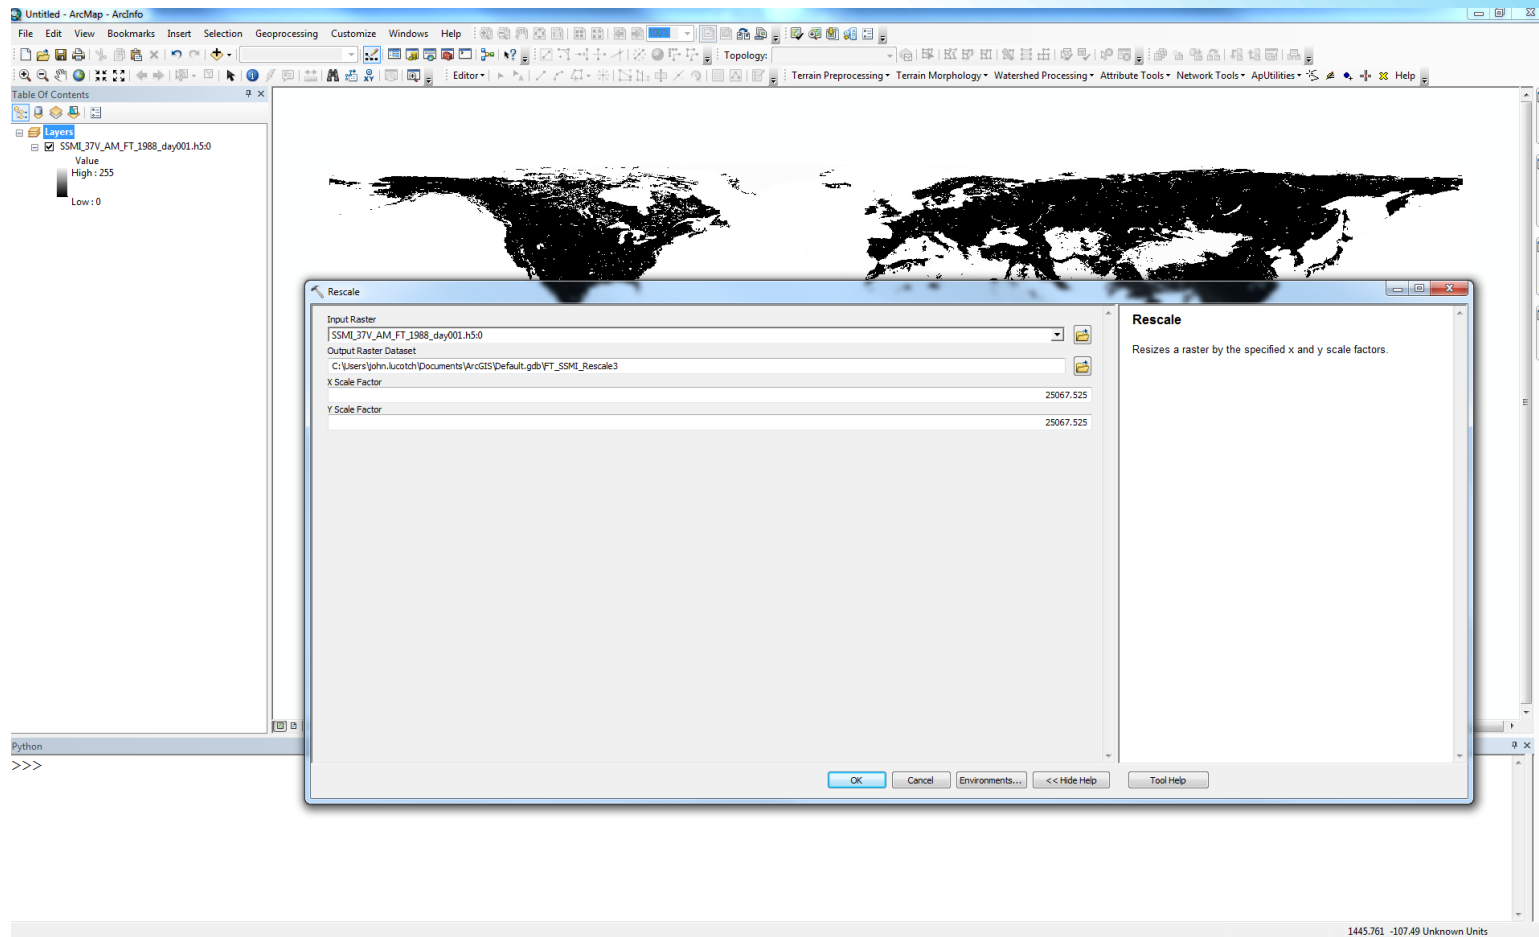 Untitled - ArcMap - ArcInfo
File Edit View Bookmarks Insert Selection Geoprocessing Customize Windows Help 100%
Topology:
Editor Terrain Preprocessing Terrain Morphology Watershed Processing Attribute Tools Network Tools ApUtilities Help
Table Of Contents
Layers
SSMI_37V_AM_FT_1988_day001.h5:0
Value
High : 255
Low : 0
Rescale
Input Raster
SSMI_37V_AM_FT_1988_day001.h5:0
Output Raster Dataset
C:\Users\john.lucotch\Documents\ArcGIS\Default.gdb\FT_SSMI_Rescale3
X Scale Factor
25067.525
Y Scale Factor
25067.525
Rescale
Resizes a raster by the specified x and y scale factors.
OK Cancel Environments... << Hide Help Tool Help
Python
>>>
1445.761 -107.49 Unknown Units